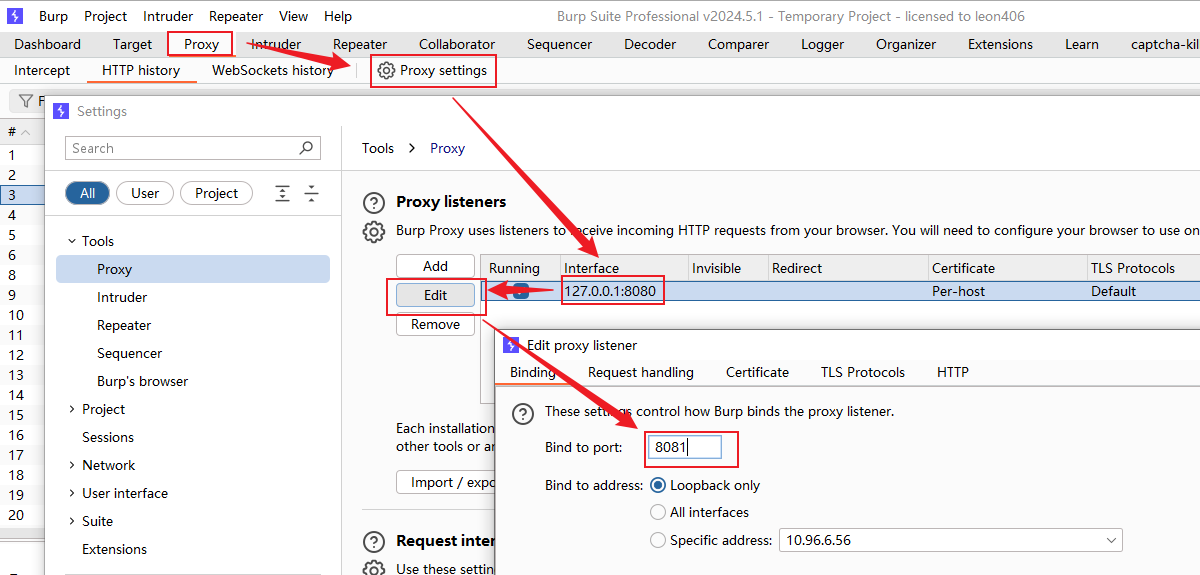 Burp Project Intruder Repeater View Help Burp Suite Professional v2024.5.1 - Temporary Project - licensed to leon406
Dashboard Target Proxy Intruder Repeater Collaborator Sequencer Decoder Comparer Logger Organizer Extensions Learn captcha-kil
Intercept HTTP history WebSockets history Proxy settings
F
Settings
#
1
2
3
4
5
6
8
9
10
11
12
13
14
15
16
17
18
19
20
Search
All User Project
Tools
Proxy
Intruder
Repeater
Sequencer
Burp's browser
Project
Sessions
Network
User interface
Suite
Extensions
Tools > Proxy
Proxy listeners
Burp Proxy uses listeners to receive incoming HTTP requests from your browser. You will need to configure your browser to use on
Add
Edit
Remove
Running Interface Invisible Redirect Certificate TLS Protocols
127.0.0.1:8080 Per-host Default
Each installation
other tools or an
Import / expo
Request inter
Use these settin
Edit proxy listener
Binding Request handling Certificate TLS Protocols HTTP
These settings control how Burp binds the proxy listener.
Bind to port: 8081
Bind to address: Loopback only
All interfaces
Specific address: 10.96.6.56